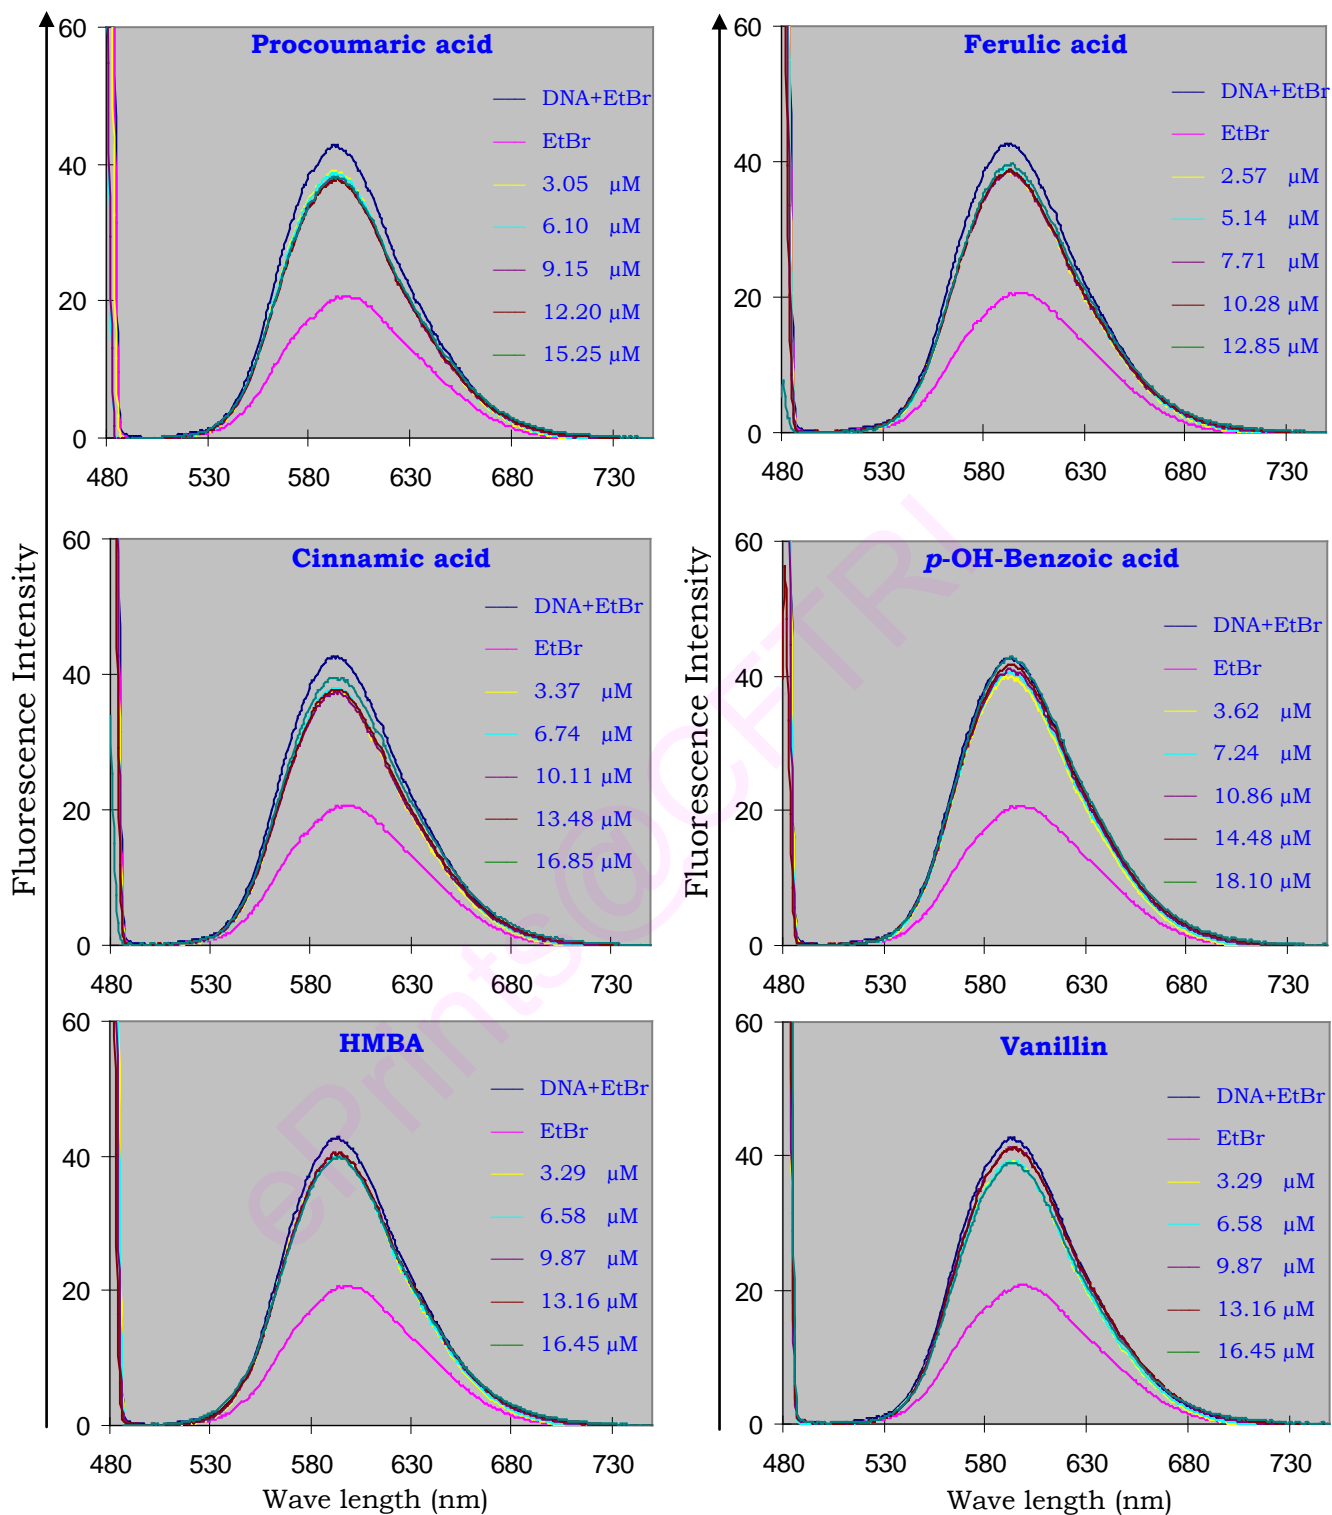 Procoumaric acid
60
40
20
0
480 530 580 630 680 730
DNA+EtBr
EtBr
3.05 µM
6.10 µM
9.15 µM
12.20 µM
15.25 µM
Ferulic acid
60
40
20
0
480 530 580 630 680 730
DNA+EtBr
EtBr
2.57 µM
5.14 µM
7.71 µM
10.28 µM
12.85 µM
Fluorescence Intensity
Cinnamic acid
60
40
20
0
480 530 580 630 680 730
DNA+EtBr
EtBr
3.37 µM
6.74 µM
10.11 µM
13.48 µM
16.85 µM
Fluorescence Intensity
p-OH-Benzoic acid
60
40
20
0
480 530 580 630 680 730
DNA+EtBr
EtBr
3.62 µM
7.24 µM
10.86 µM
14.48 µM
18.10 µM
HMBA
60
40
20
0
480 530 580 630 680 730
DNA+EtBr
EtBr
3.29 µM
6.58 µM
9.87 µM
13.16 µM
16.45 µM
Wave length (nm)
Vanillin
60
40
20
0
480 530 580 630 680 730
DNA+EtBr
EtBr
3.29 µM
6.58 µM
9.87 µM
13.16 µM
16.45 µM
Wave length (nm)
ePrints@CFTRI